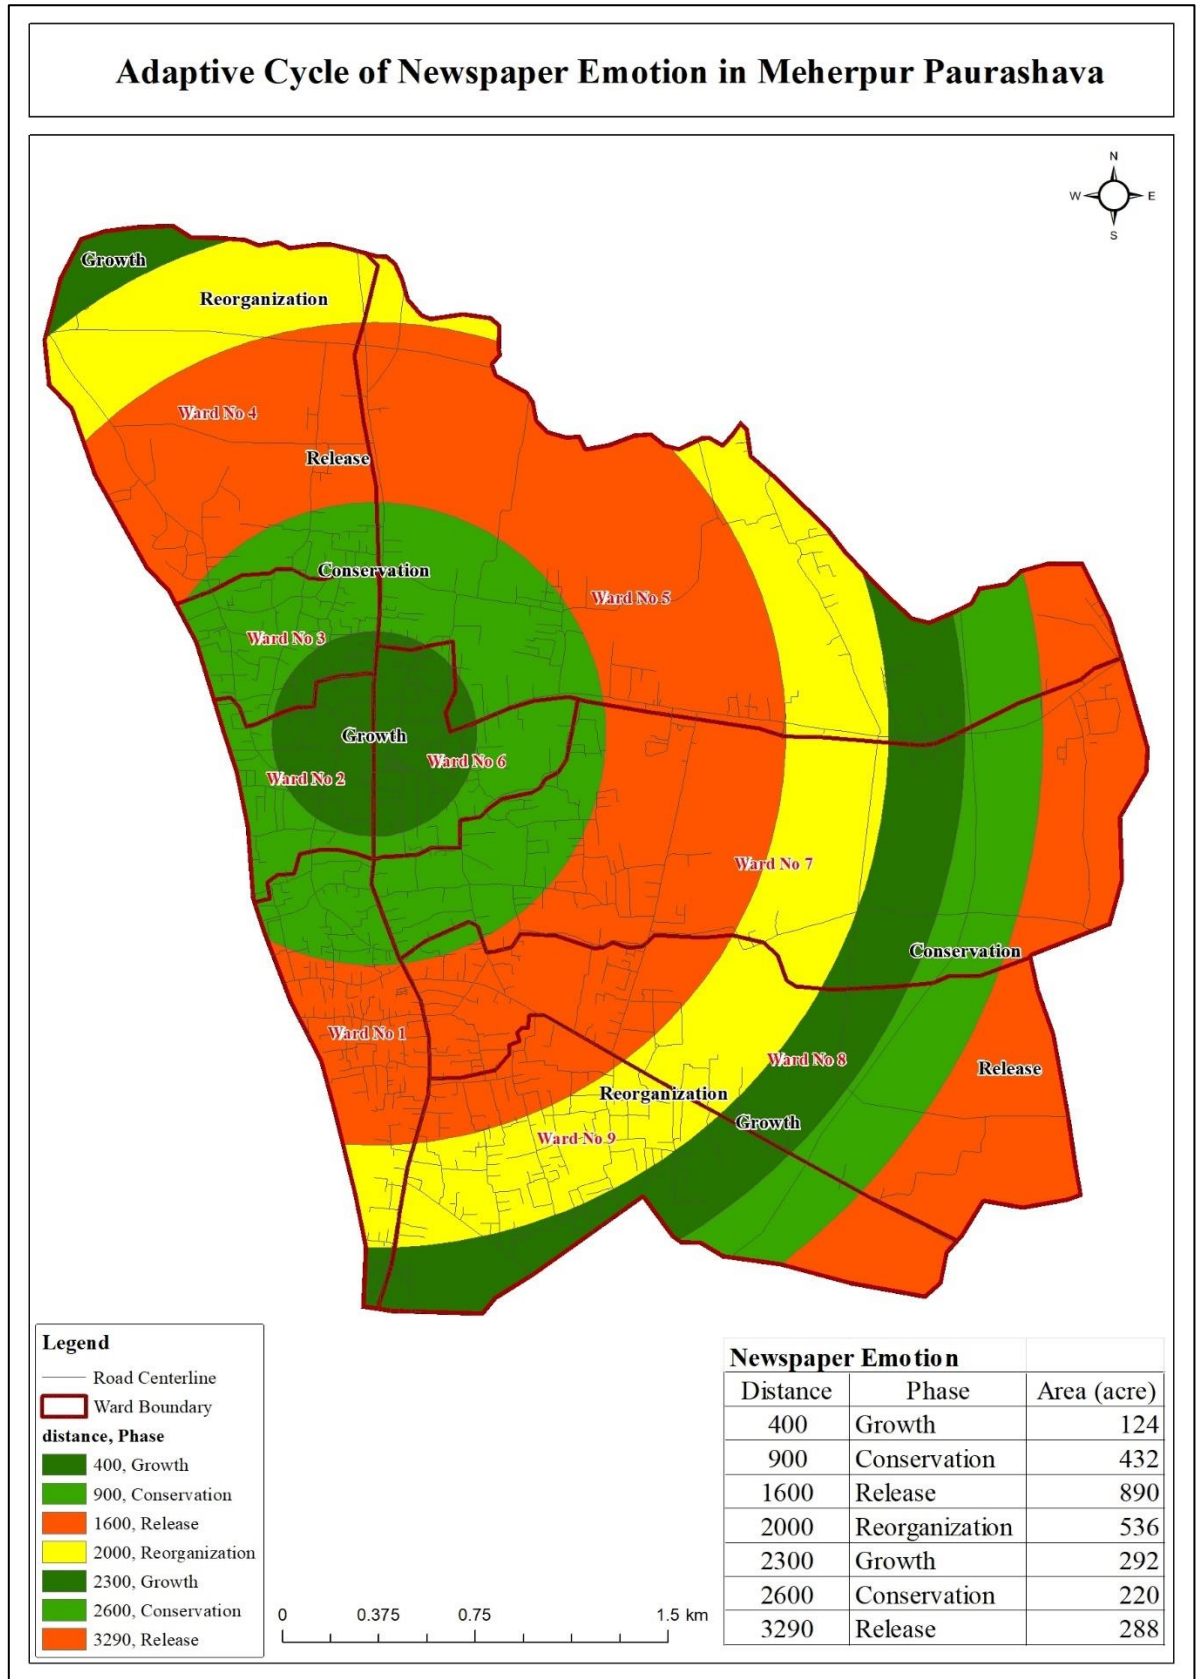 Adaptive Cycle of Newspaper Emotion in Meherpur Paurashava
N
W E
S
Growth
Reorganization
Ward No 4
Release
Conservation
Ward No 5
Ward No 3
Growth
Ward No 6
Ward No 2
Ward No 7
Conservation
Ward No 1
Ward No 8
Release
Reorganization
Growth
Ward No 9
Legend
Road Centerline
Ward Boundary
distance, Phase
400, Growth
900, Conservation
1600, Release
2000, Reorganization
2300, Growth
2600, Conservation
3290, Release
0 0.375 0.75 1.5 km
Newspaper Emotion
Distance Phase Area (acre)
400 Growth 124
900 Conservation 432
1600 Release 890
2000 Reorganization 536
2300 Growth 292
2600 Conservation 220
3290 Release 288